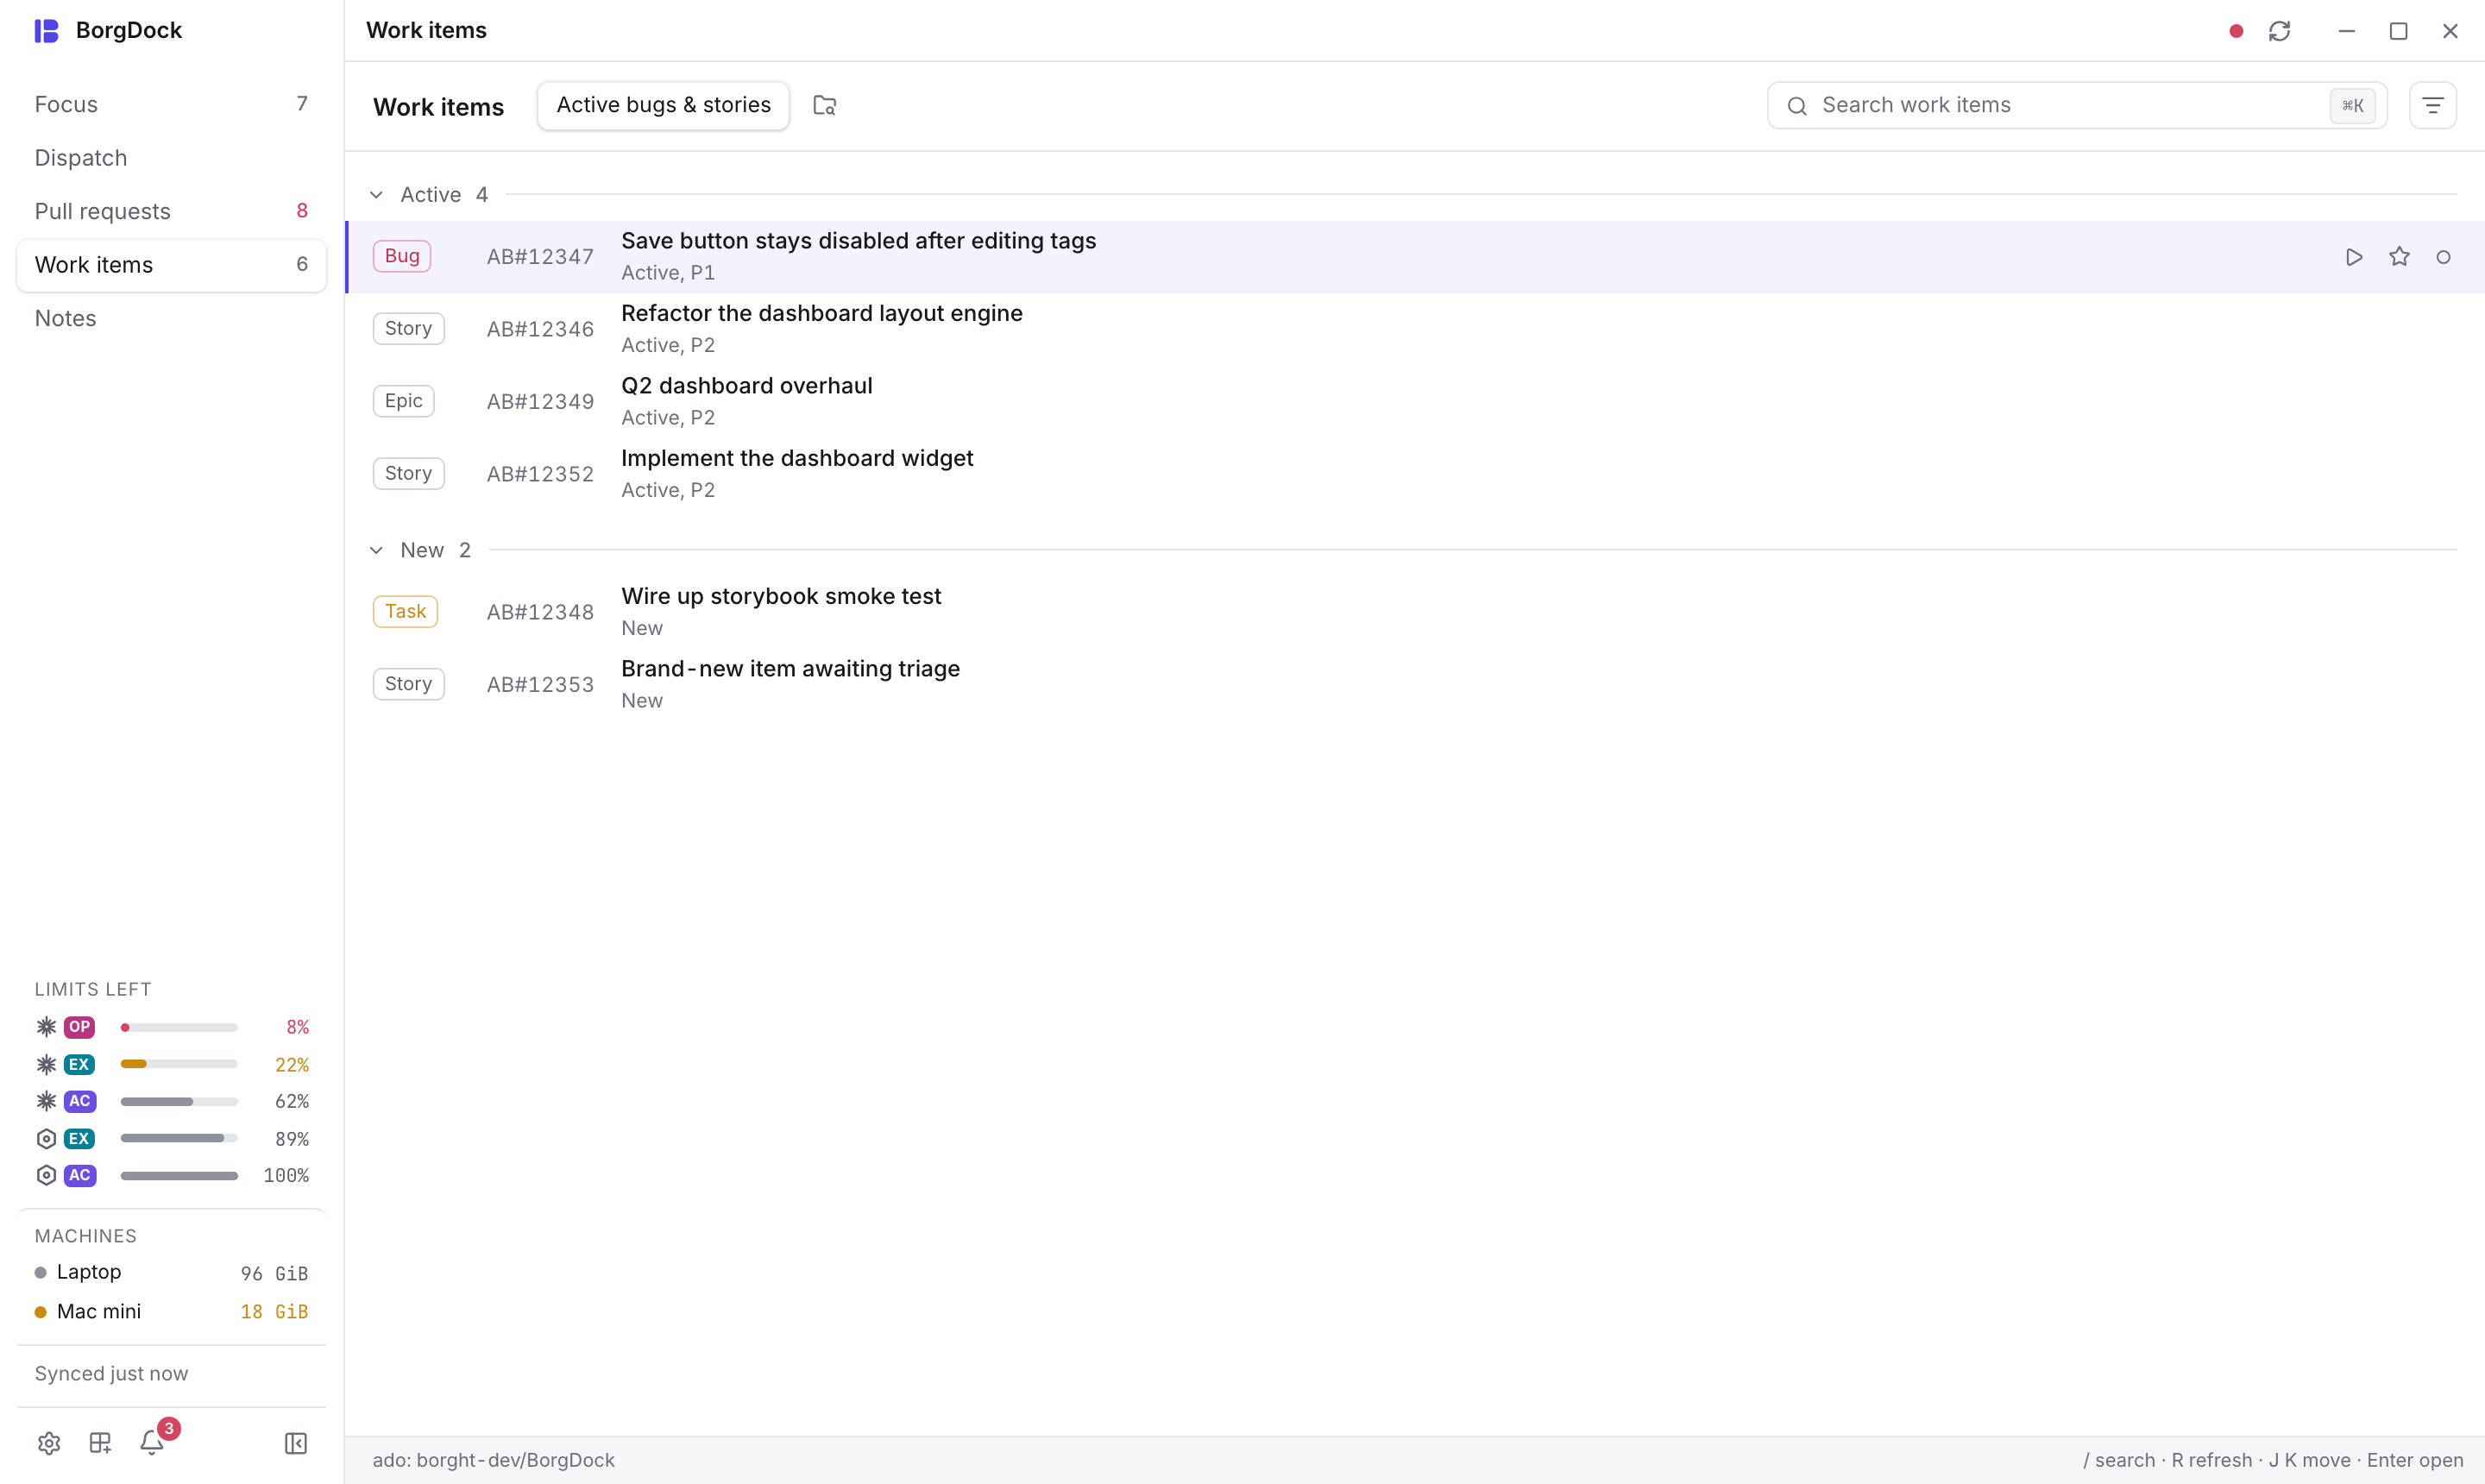 BorgDock
Work items
Focus 7
Dispatch
Pull requests 8
Work items 6
Notes
Work items
Active bugs & stories
Search work items
⌘K
Active 4
Bug AB#12347 Save button stays disabled after editing tags
Active, P1
Story AB#12346 Refactor the dashboard layout engine
Active, P2
Epic AB#12349 Q2 dashboard overhaul
Active, P2
Story AB#12352 Implement the dashboard widget
Active, P2
New 2
Task AB#12348 Wire up storybook smoke test
New
Story AB#12353 Brand-new item awaiting triage
New
LIMITS LEFT
OP 8%
EX 22%
AC 62%
EX 89%
AC 100%
MACHINES
Laptop 96 GiB
Mac mini 18 GiB
Synced just now
3
ado: borght-dev/BorgDock
/ search · R refresh · J K move · Enter open